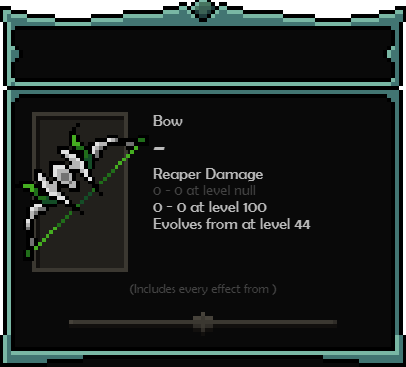 Bow
–
Reaper Damage
0 - 0 at level null
0 - 0 at level 100
Evolves from at level 44
(Includes every effect from )